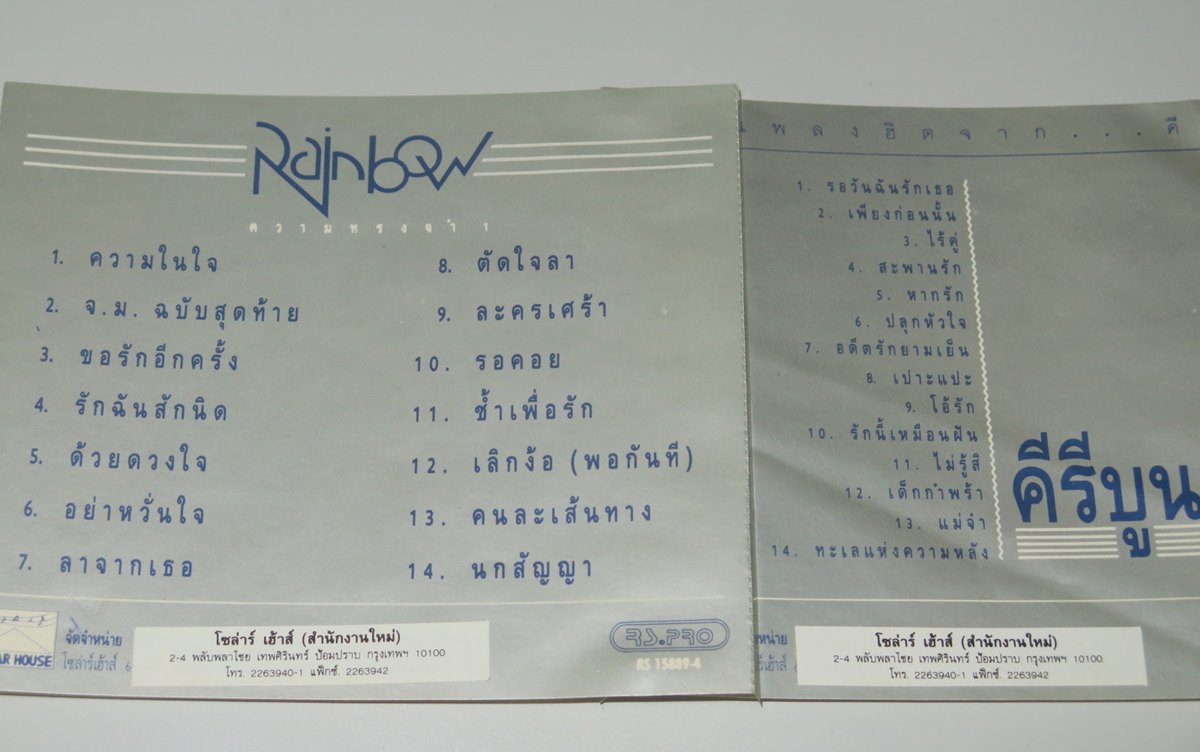 Rainbow
ความทรงจำ
1. ความในใจ
2. จ.ม. ฉบับสุดท้าย
3. ขอรักอีกครั้ง
4. รักฉันสักนิด
5. ด้วยดวงใจ
6. อย่าหวั่นใจ
7. ลาจากเธอ
8. ตัดใจลา
9. ละครเศร้า
10. รอคอย
11. ช้ำเพื่อรัก
12. เลิกง้อ (พอกันที)
13. คนละเส้นทาง
14. นกสัญญา
AR HOUSE
จัดจำหน่าย
โซล่าร์เฮ้าส์ 6
โซล่าร์ เฮ้าส์ (สำนักงานใหม่)
2-4 พลับพลาไชย เทพศิรินทร์ ป้อมปราบ กรุงเทพฯ 10100
โทร. 2263940-1 แฟ็กซ์. 2263942
RS.PRO
RS 15089-4
เพลงฮิตจาก...คี
1. รอวันฉันรักเธอ
2. เพียงก่อนนั้น
3. ไร้คู่
4. สะพานรัก
5. หากรัก
6. ปลุกหัวใจ
7. อดีตรักยามเย็น
8. เปาะแปะ
9. โอ้รัก
10. รักนี้เหมือนฝัน
11. ไม่รู้สิ
12. เด็กกำพร้า
13. แม่จ๋า
14. ทะเลแห่งความหลัง
คีรีบูน
หน่าย
ร์เฮ้าส์
โซล่าร์ เฮ้าส์ (สำนักงานใหม่)
2-4 พลับพลาไชย เทพศิรินทร์ ป้อมปราบ กรุงเทพฯ 10100
โทร. 2263940-1 แฟ็กซ์. 2263942